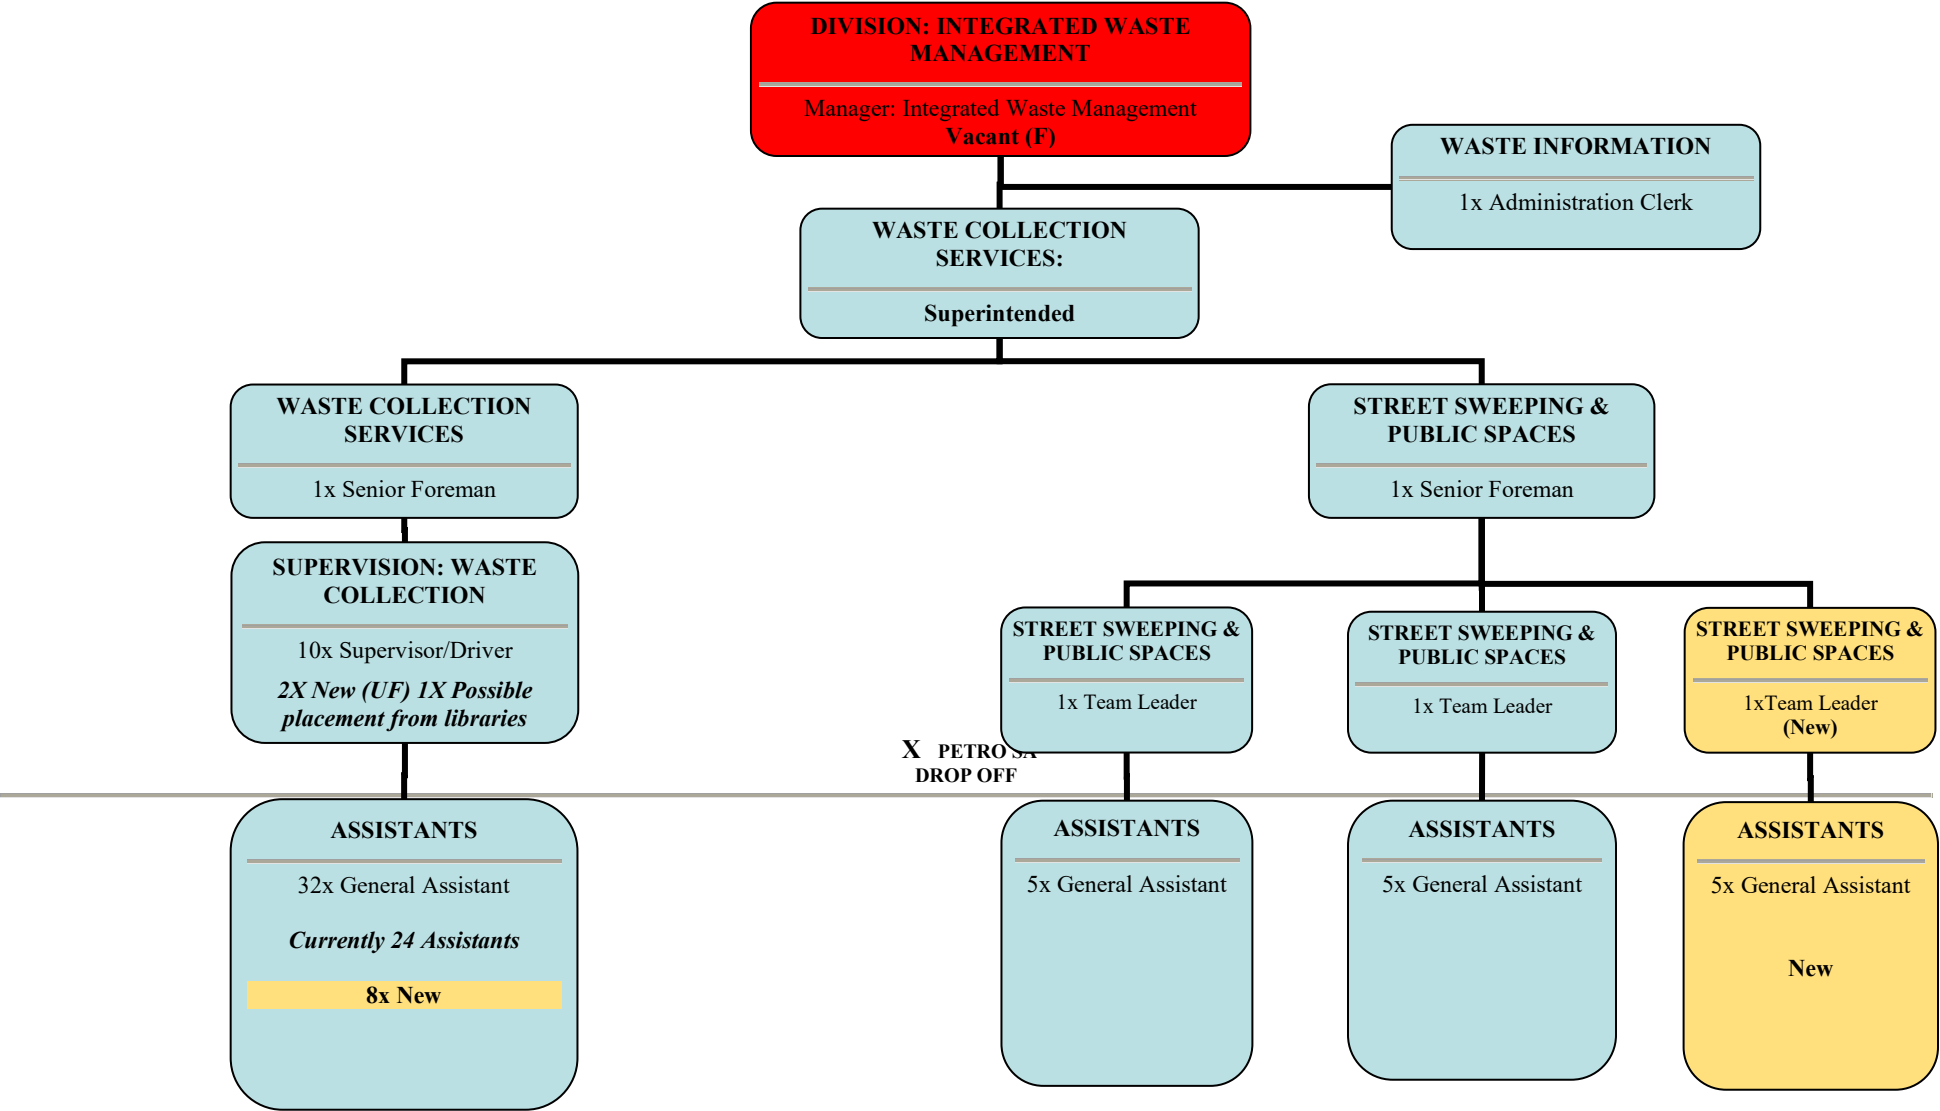 DIVISION: INTEGRATED WASTE
MANAGEMENT
Manager: Integrated Waste Management
Vacant (F)
WASTE INFORMATION
1x Administration Clerk
WASTE COLLECTION
SERVICES:
Superintended
WASTE COLLECTION
SERVICES
1x Senior Foreman
STREET SWEEPING &
PUBLIC SPACES
1x Senior Foreman
SUPERVISION: WASTE
COLLECTION
10x Supervisor/Driver
2X New (UF) 1X Possible
placement from libraries
STREET SWEEPING &
PUBLIC SPACES
1x Team Leader
STREET SWEEPING &
PUBLIC SPACES
1x Team Leader
STREET SWEEPING &
PUBLIC SPACES
1xTeam Leader
(New)
X PETRO SA
DROP OFF
ASSISTANTS
32x General Assistant
Currently 24 Assistants
8x New
ASSISTANTS
5x General Assistant
ASSISTANTS
5x General Assistant
ASSISTANTS
5x General Assistant
New